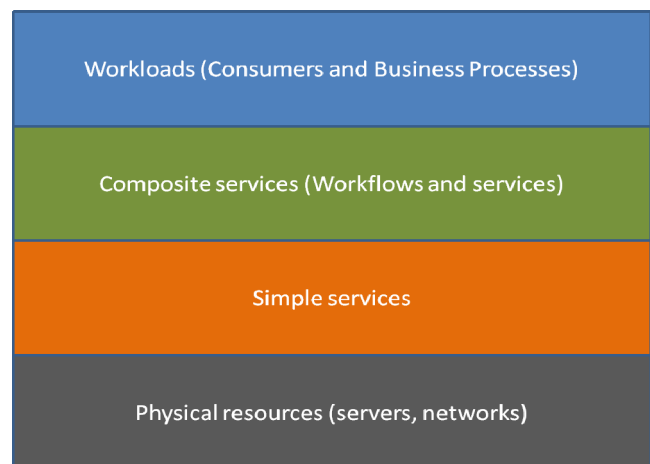 Workloads (Consumers and Business Processes)
Composite services (Workflows and services)
Simple services
Physical resources (servers, networks)